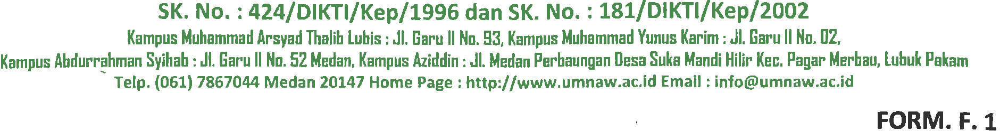 SK. No. : 424/DIKTI/Kep/1996 dan SK. No. : 181/DIKTI/Kep/2002
Kampus Muhammad Arsyad Thalib Lubis : Jl. Garu II No. 93, Kampus Muhammad Yunus Karim : Jl. Garu II No. 02,
Kampus Abdurrahman Syihab : Jl. Garu II No. 52 Medan, Kampus Aziddin : Jl. Medan Perbaungan Desa Suka Mandi Hilir Kec. Pagar Merbau, Lubuk Pakam
Telp. (061) 7867044 Medan 20147 Home Page : http://www.umnaw.ac.id Email : info@umnaw.ac.id
FORM. F. 1